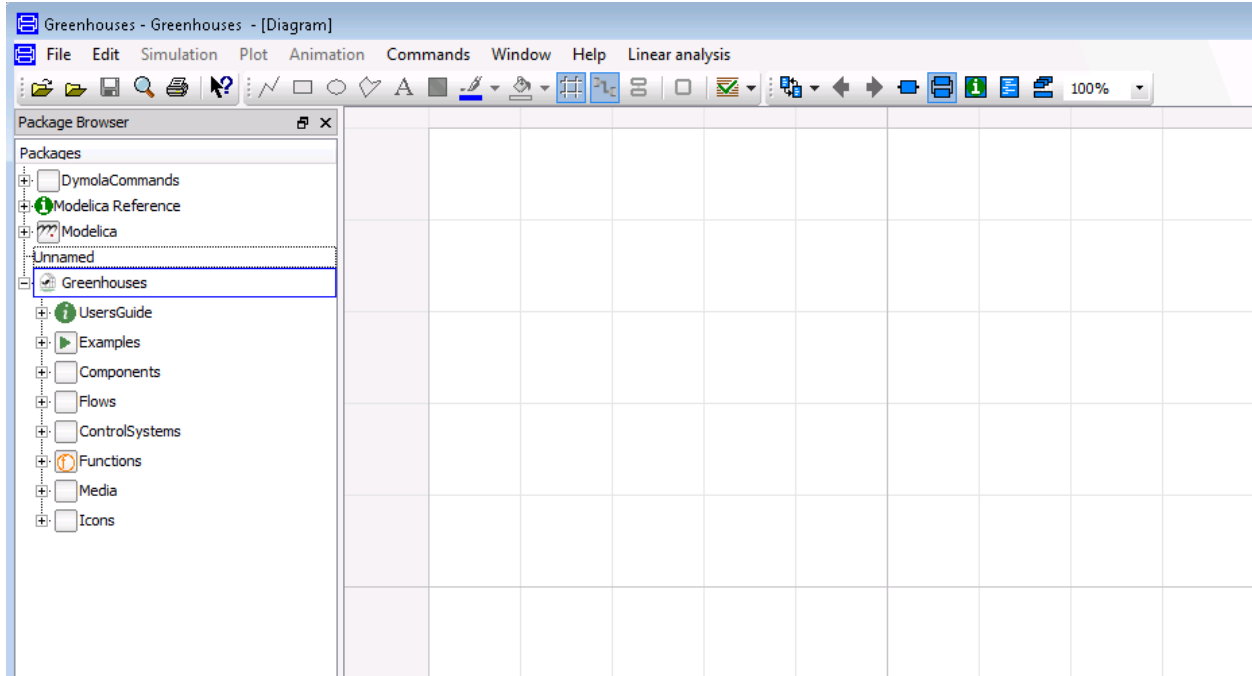 Greenhouses - Greenhouses - [Diagram]
File Edit Simulation Plot Animation Commands Window Help Linear analysis
A 100%
Package Browser
Packages
DymolaCommands
Modelica Reference
Modelica
Unnamed
Greenhouses
UsersGuide
Examples
Components
Flows
ControlSystems
Functions
Media
Icons